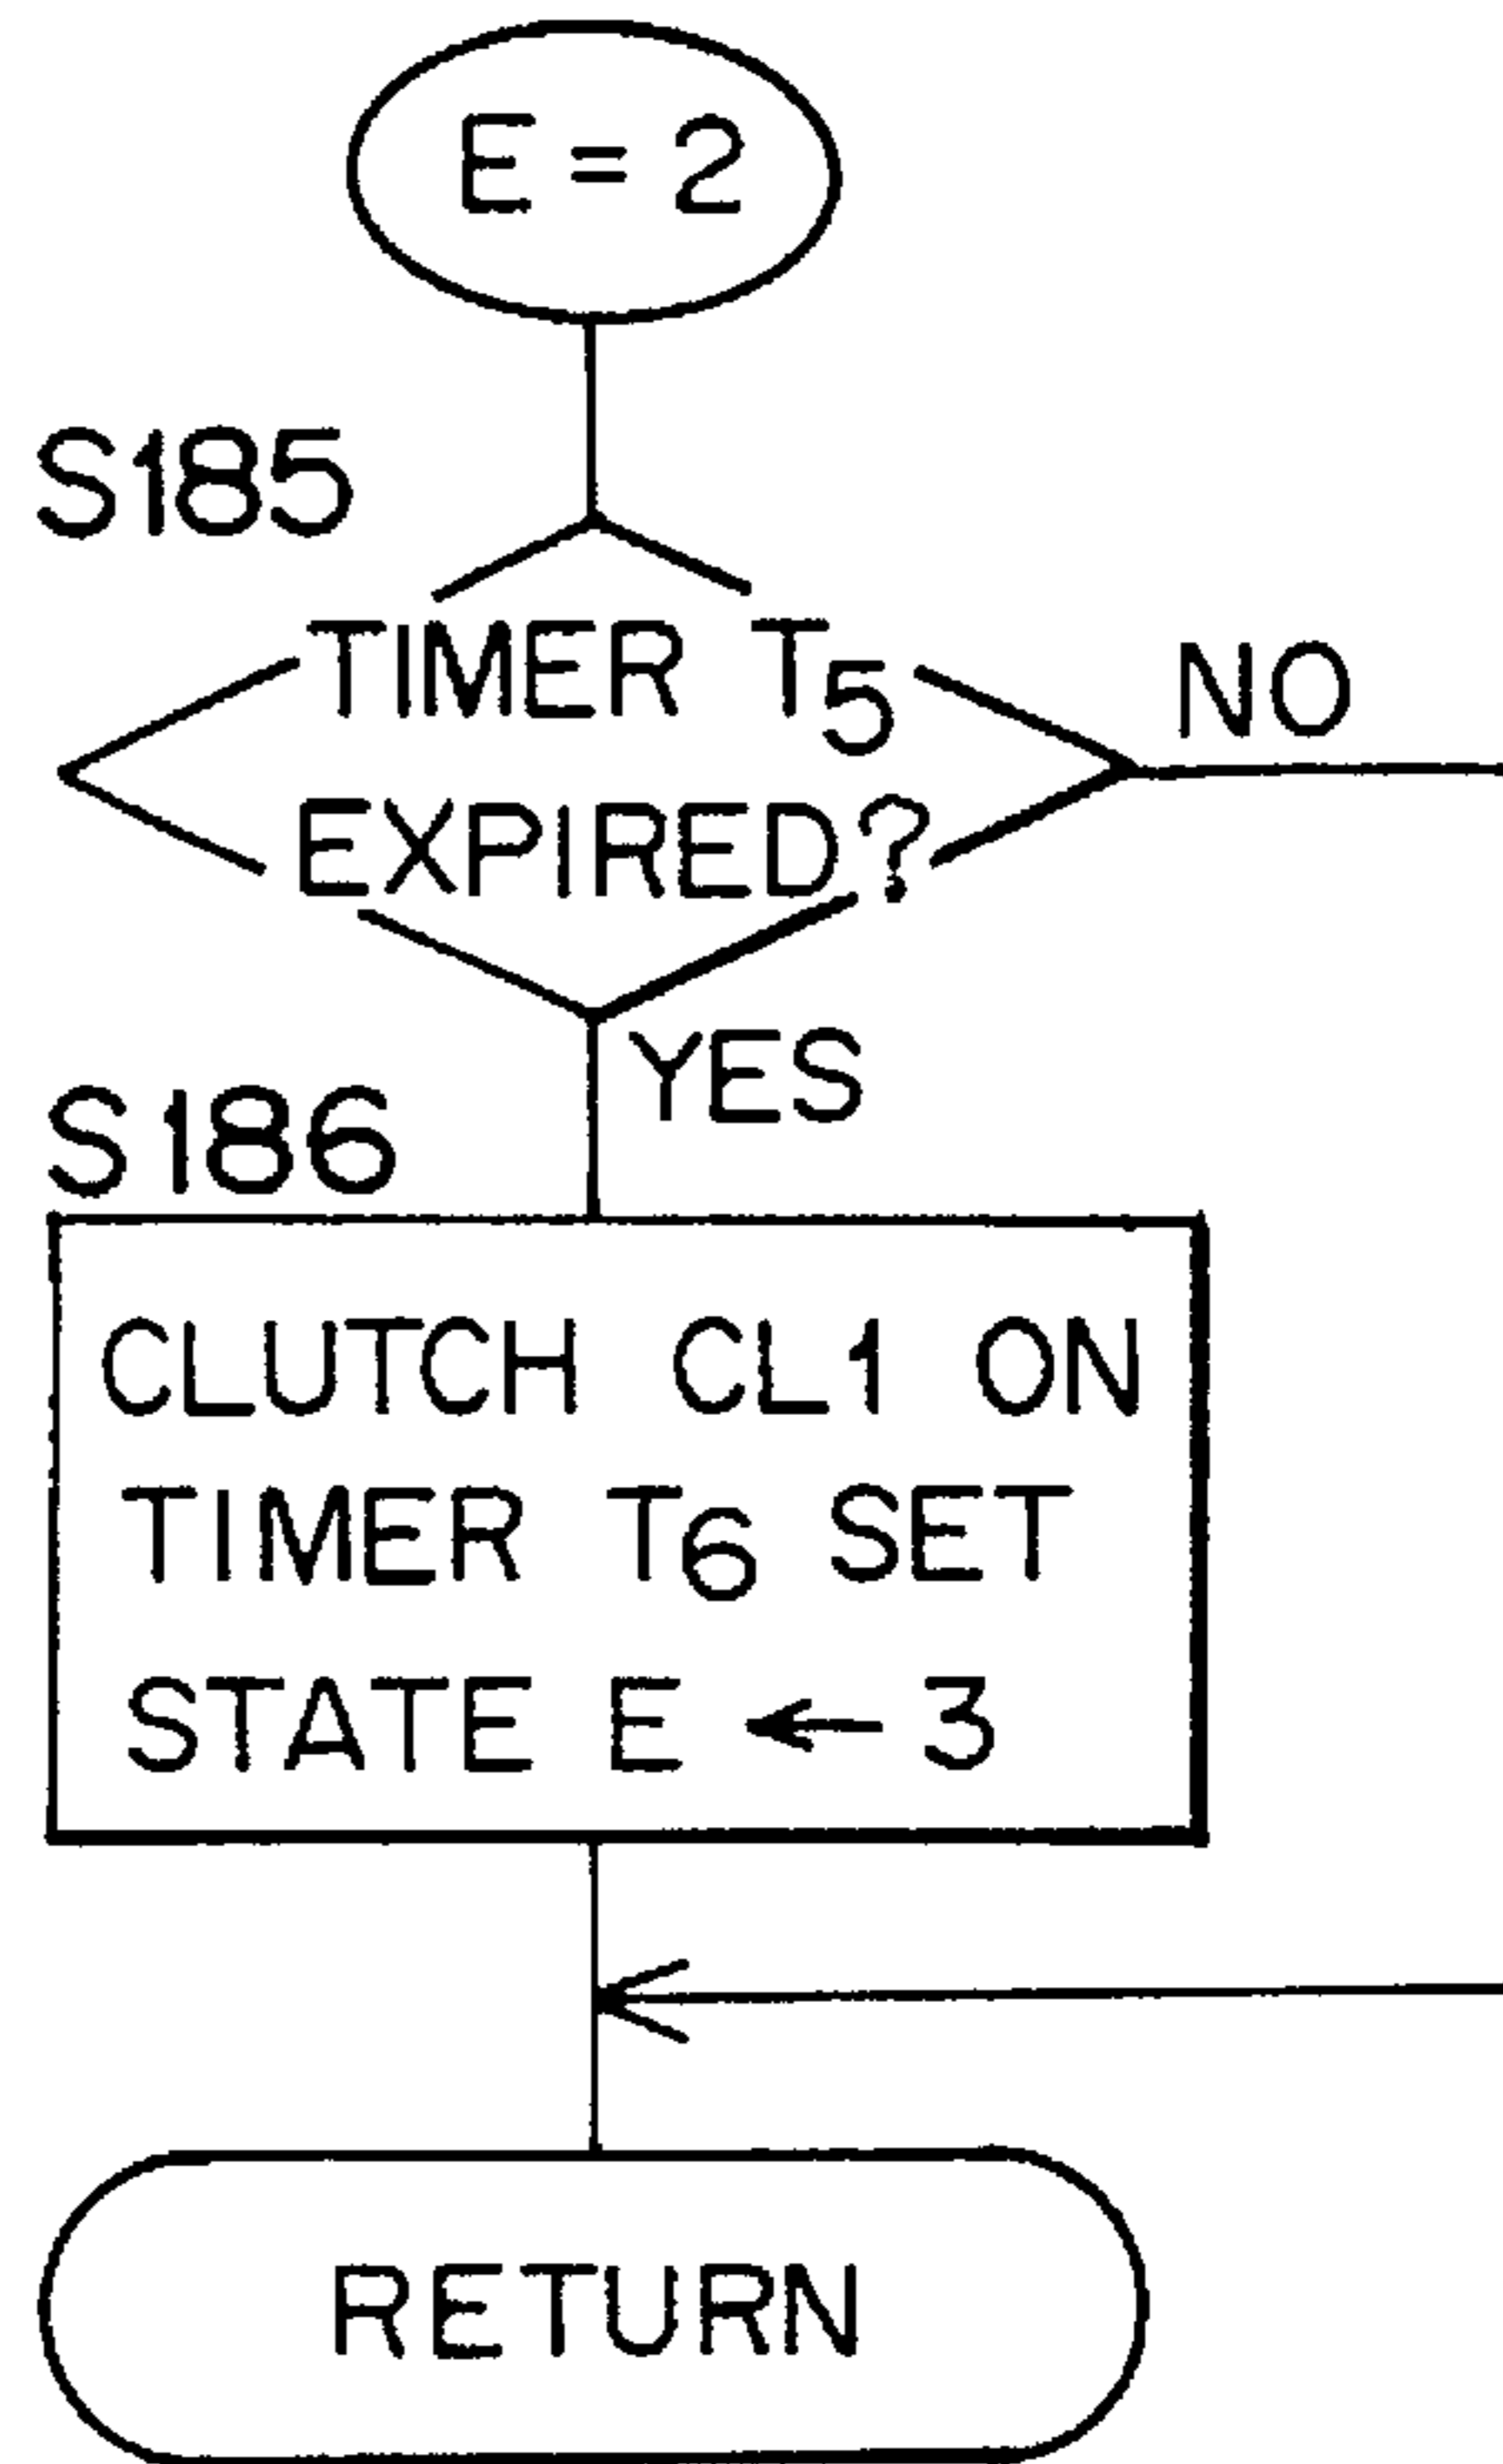 E = 2
S185
TIMER T5
EXPIRED?
NO
YES
S186
CLUTCH CL1 ON
TIMER T6 SET
STATE E ← 3
RETURN